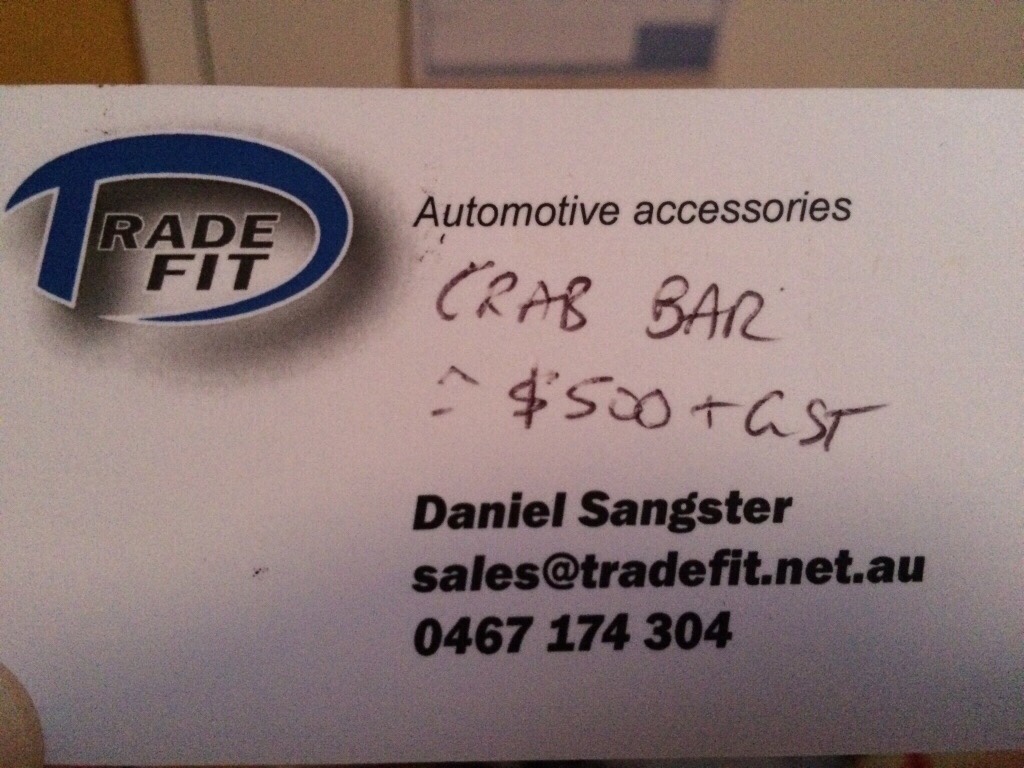 TRADE
FIT
Automotive accessories
CRAB BAR
≈ $500 + GST
Daniel Sangster
sales@tradefit.net.au
0467 174 304